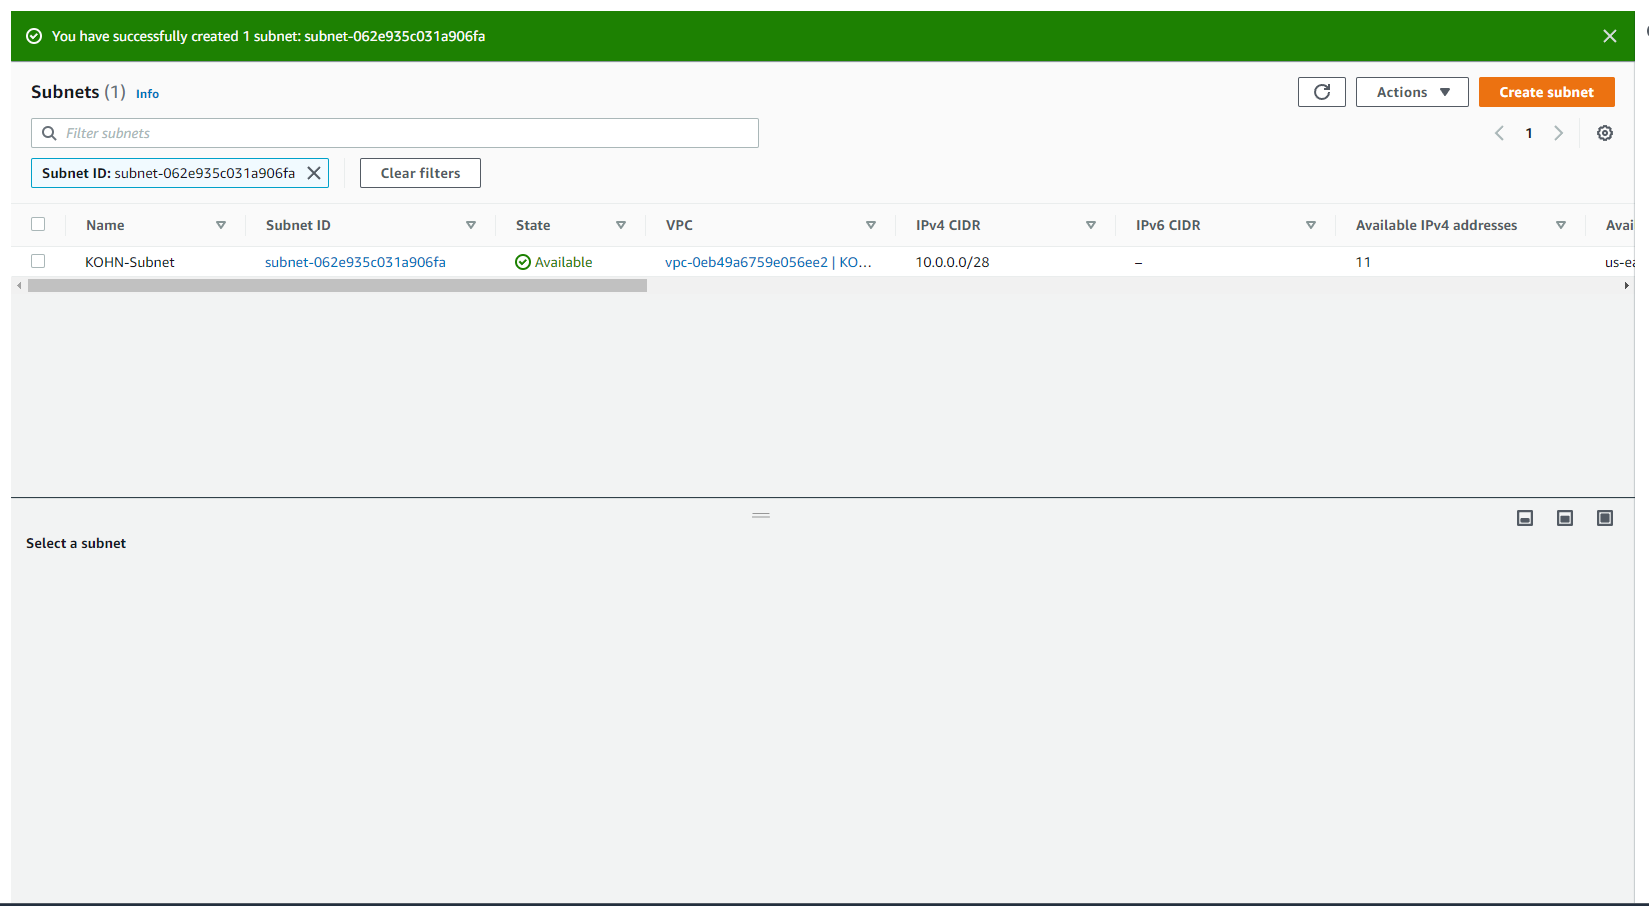 You have successfully created 1 subnet: subnet-062e935c031a906fa
Subnets (1) Info
Actions
Create subnet
Filter subnets
1
Subnet ID: subnet-062e935c031a906fa
Clear filters
Name Subnet ID State VPC IPv4 CIDR IPv6 CIDR Available IPv4 addresses Avai
KOHN-Subnet subnet-062e935c031a906fa Available vpc-0eb49a6759e056ee2 | KO... 10.0.0.0/28 – 11 us-ea
Select a subnet